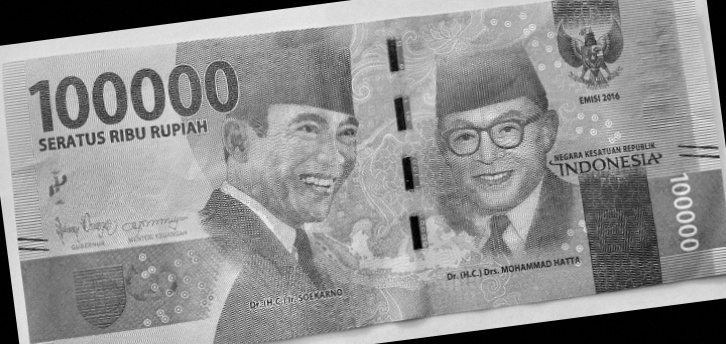 100000
SERATUS RIBU RUPIAH
EMISI 2016
NEGARA KESATUAN REPUBLIK
INDONESIA
100000
GUBERNUR
MENTERI KEUANGAN
Dr. (H.C.) Ir. SOEKARNO
Dr. (H.C.) Drs. MOHAMMAD HATTA